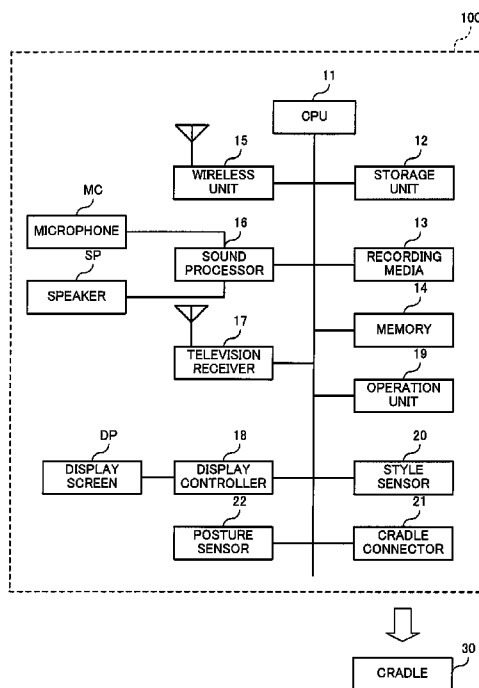 100
11
CPU
15
WIRELESS
UNIT
12
STORAGE
UNIT
MC
MICROPHONE
16
SOUND
PROCESSOR
13
RECORDING
MEDIA
SP
SPEAKER
14
MEMORY
17
TELEVISION
RECEIVER
19
OPERATION
UNIT
DP
DISPLAY
SCREEN
18
DISPLAY
CONTROLLER
20
STYLE
SENSOR
22
POSTURE
SENSOR
21
CRADLE
CONNECTOR
30
CRADLE